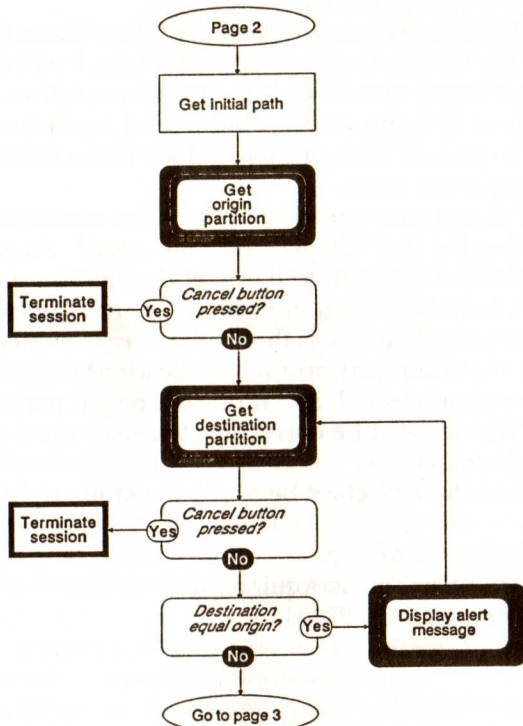 Page 2
Get initial path
Get
origin
partition
Cancel button
pressed?
Yes
Terminate
session
No
Get
destination
partition
Cancel button
pressed?
Yes
Terminate
session
No
Destination
equal origin?
Yes
Display alert
message
No
Go to page 3